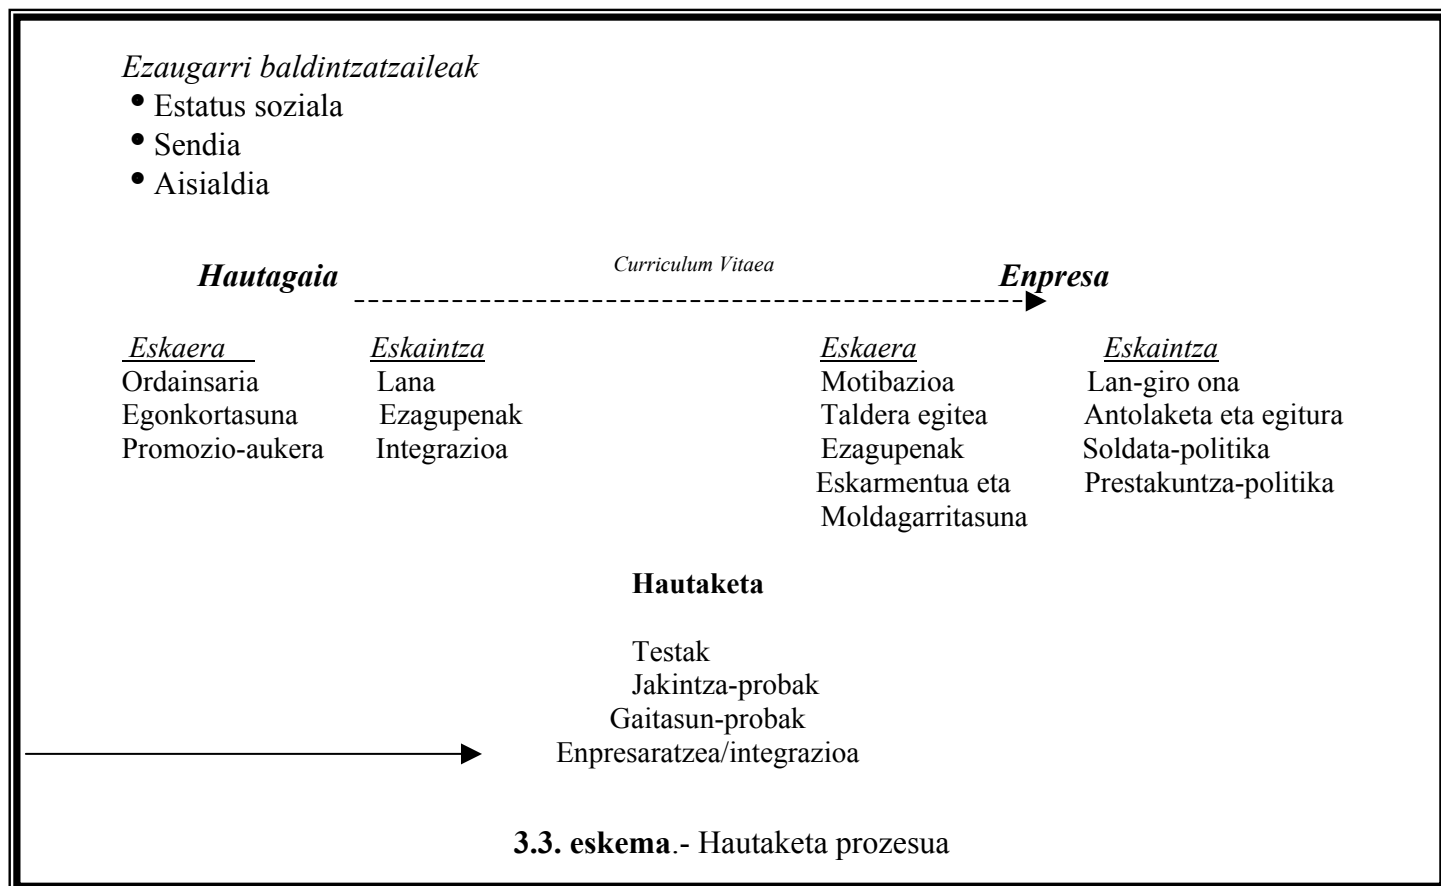 Ezaugarri baldintzatzaileak
• Estatus soziala
• Sendia
• Aisialdia
Hautagaia Curriculum Vitaea Enpresa
Eskaera Eskaintza Eskaera Eskaintza
Ordainsaria Lana Motibazioa Lan-giro ona
Egonkortasuna Ezagupenak Taldera egitea Antolaketa eta egitura
Promozio-aukera Integrazioa Ezagupenak Soldata-politika
Eskarmentua eta Prestakuntza-politika
Moldagarritasuna
Hautaketa
Testak
Jakintza-probak
Gaitasun-probak
Enpresaratzea/integrazioa
3.3. eskema.- Hautaketa prozesua